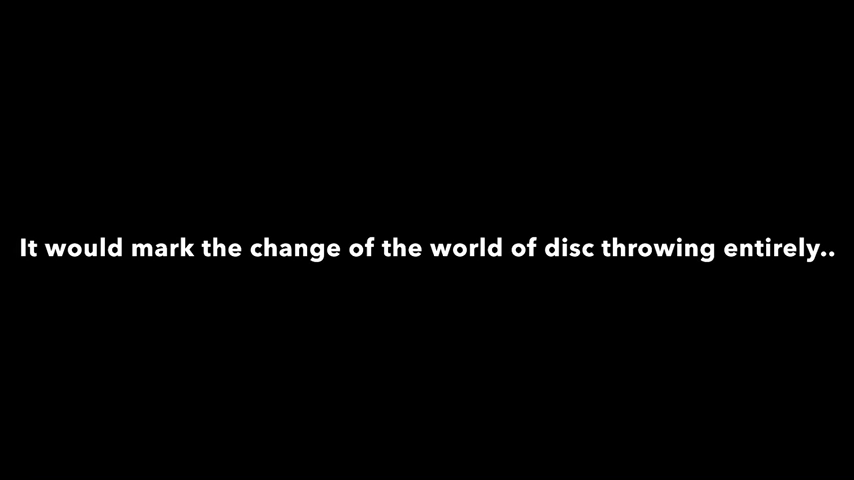 It would mark the change of the world of disc throwing entirely..